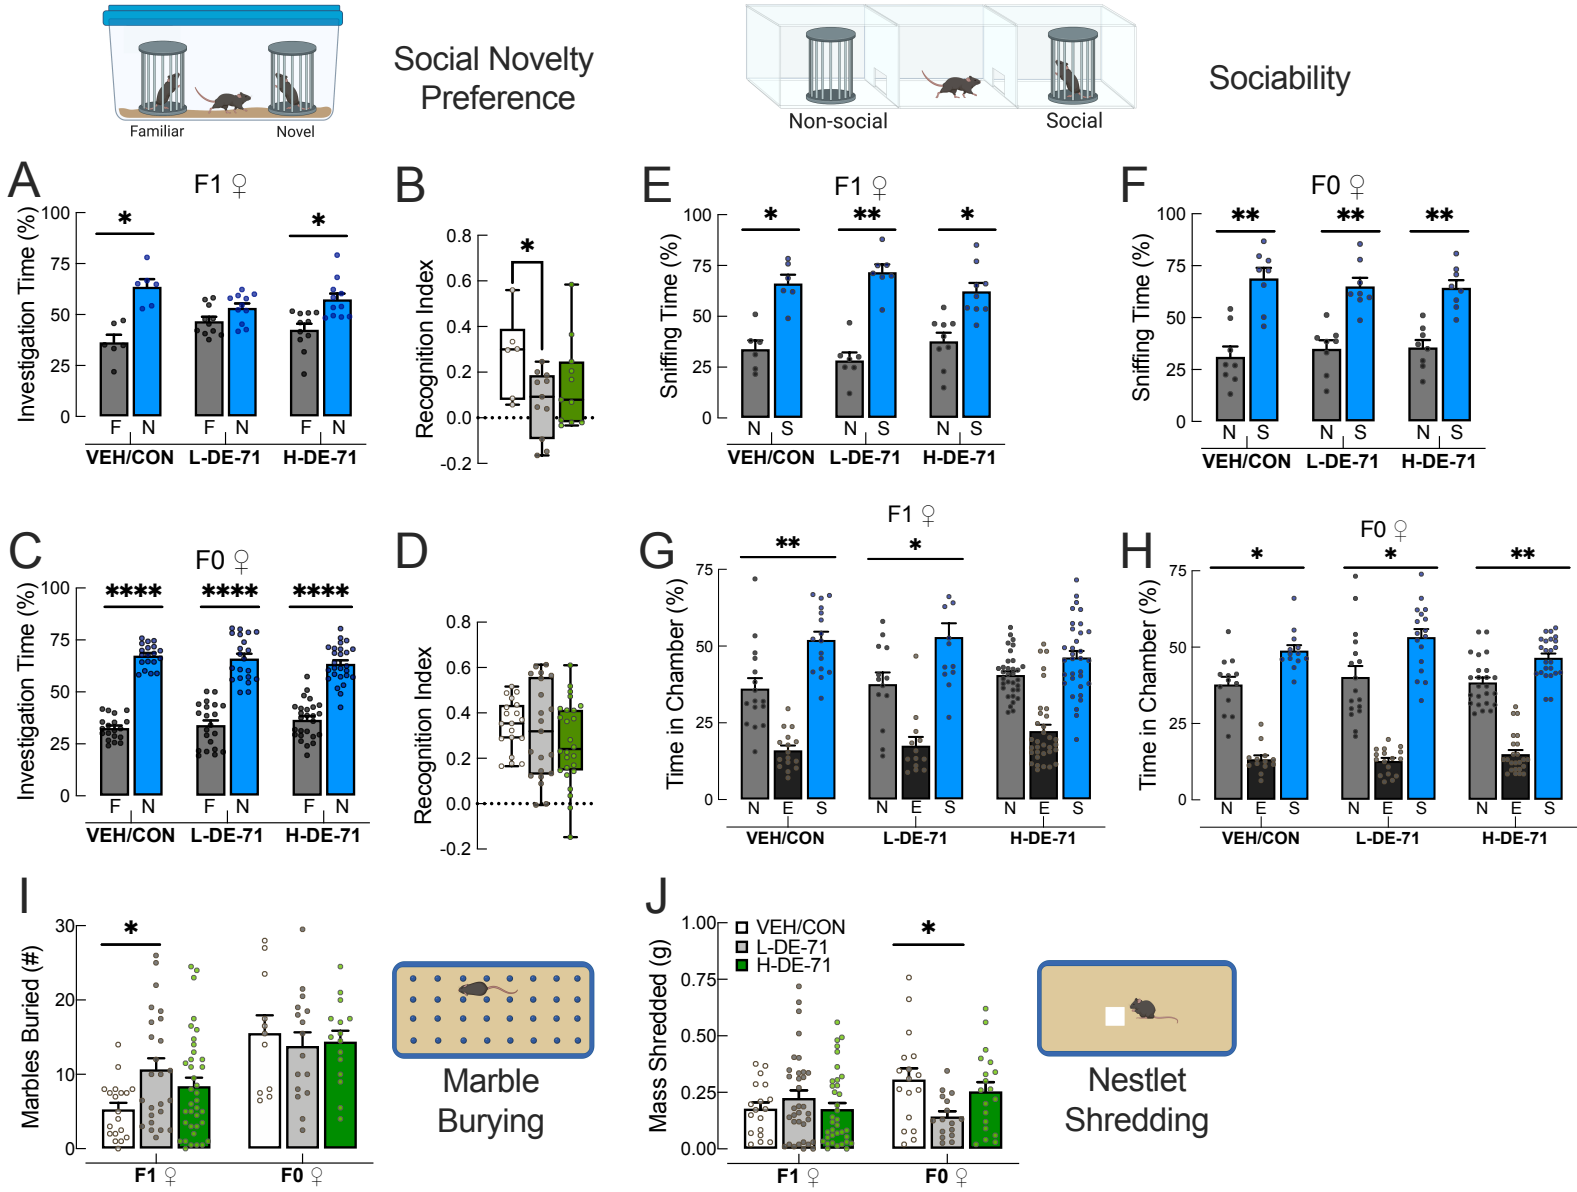 Social Novelty
Preference
Familiar
Novel
Non-social
Social
Sociability
A
F1 ♀
Investigation Time (%)
100
75
50
25
0
*
*
F N F N F N
VEH/CON L-DE-71 H-DE-71
B
Recognition Index
0.8
0.6
0.4
0.2
0.0
-0.2
*
E
F1 ♀
Sniffing Time (%)
100
75
50
25
0
* ** *
N S N S N S
VEH/CON L-DE-71 H-DE-71
F
F0 ♀
Sniffing Time (%)
100
75
50
25
0
** ** **
N S N S N S
VEH/CON L-DE-71 H-DE-71
C
F0 ♀
Investigation Time (%)
100
75
50
25
0
**** **** ****
F N F N F N
VEH/CON L-DE-71 H-DE-71
D
Recognition Index
0.8
0.6
0.4
0.2
0.0
-0.2
G
F1 ♀
Time in Chamber (%)
75
50
25
0
** *
N E S N E S N E S
VEH/CON L-DE-71 H-DE-71
H
F0 ♀
Time in Chamber (%)
75
50
25
0
* * **
N E S N E S N E S
VEH/CON L-DE-71 H-DE-71
I
Marbles Buried (#)
30
20
10
0
*
F1 ♀ F0 ♀
Marble
Burying
J
Mass Shredded (g)
1.00
0.75
0.50
0.25
0.00
VEH/CON
L-DE-71
H-DE-71
*
F1 ♀ F0 ♀
Nestlet
Shredding